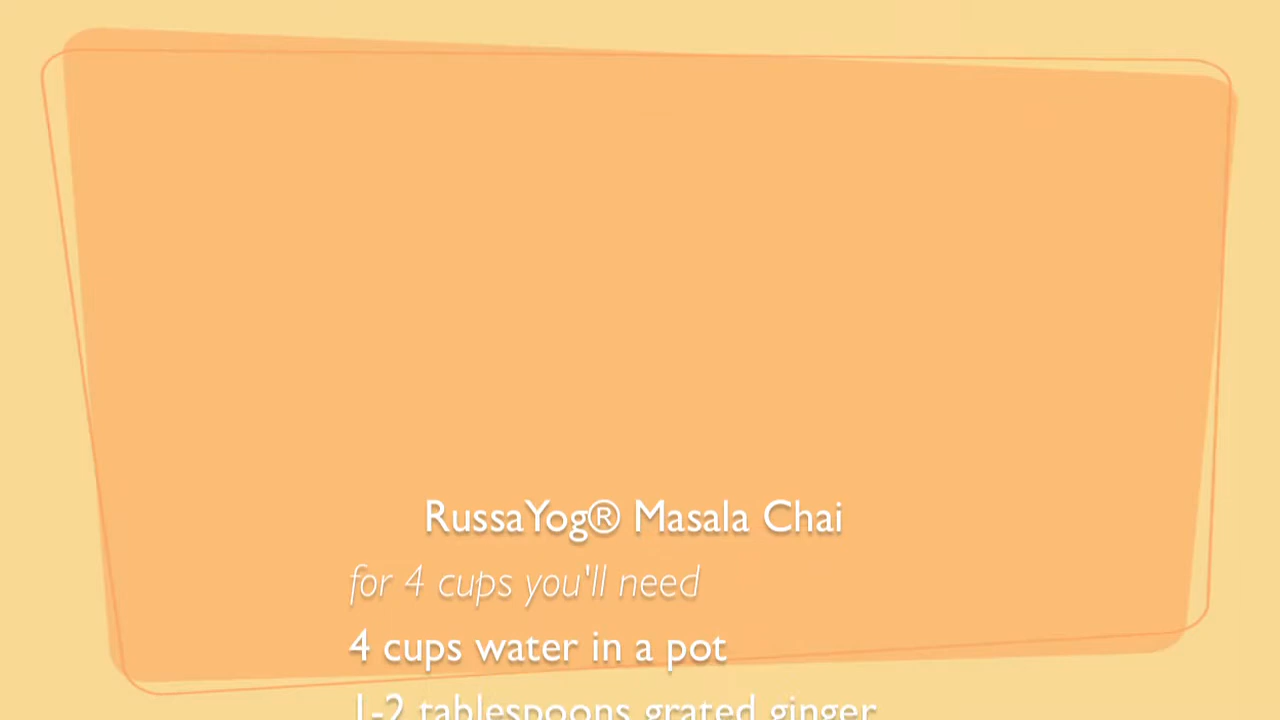 RussaYog® Masala Chai
for 4 cups you'll need
4 cups water in a pot
1-2 tablespoons grated ginger